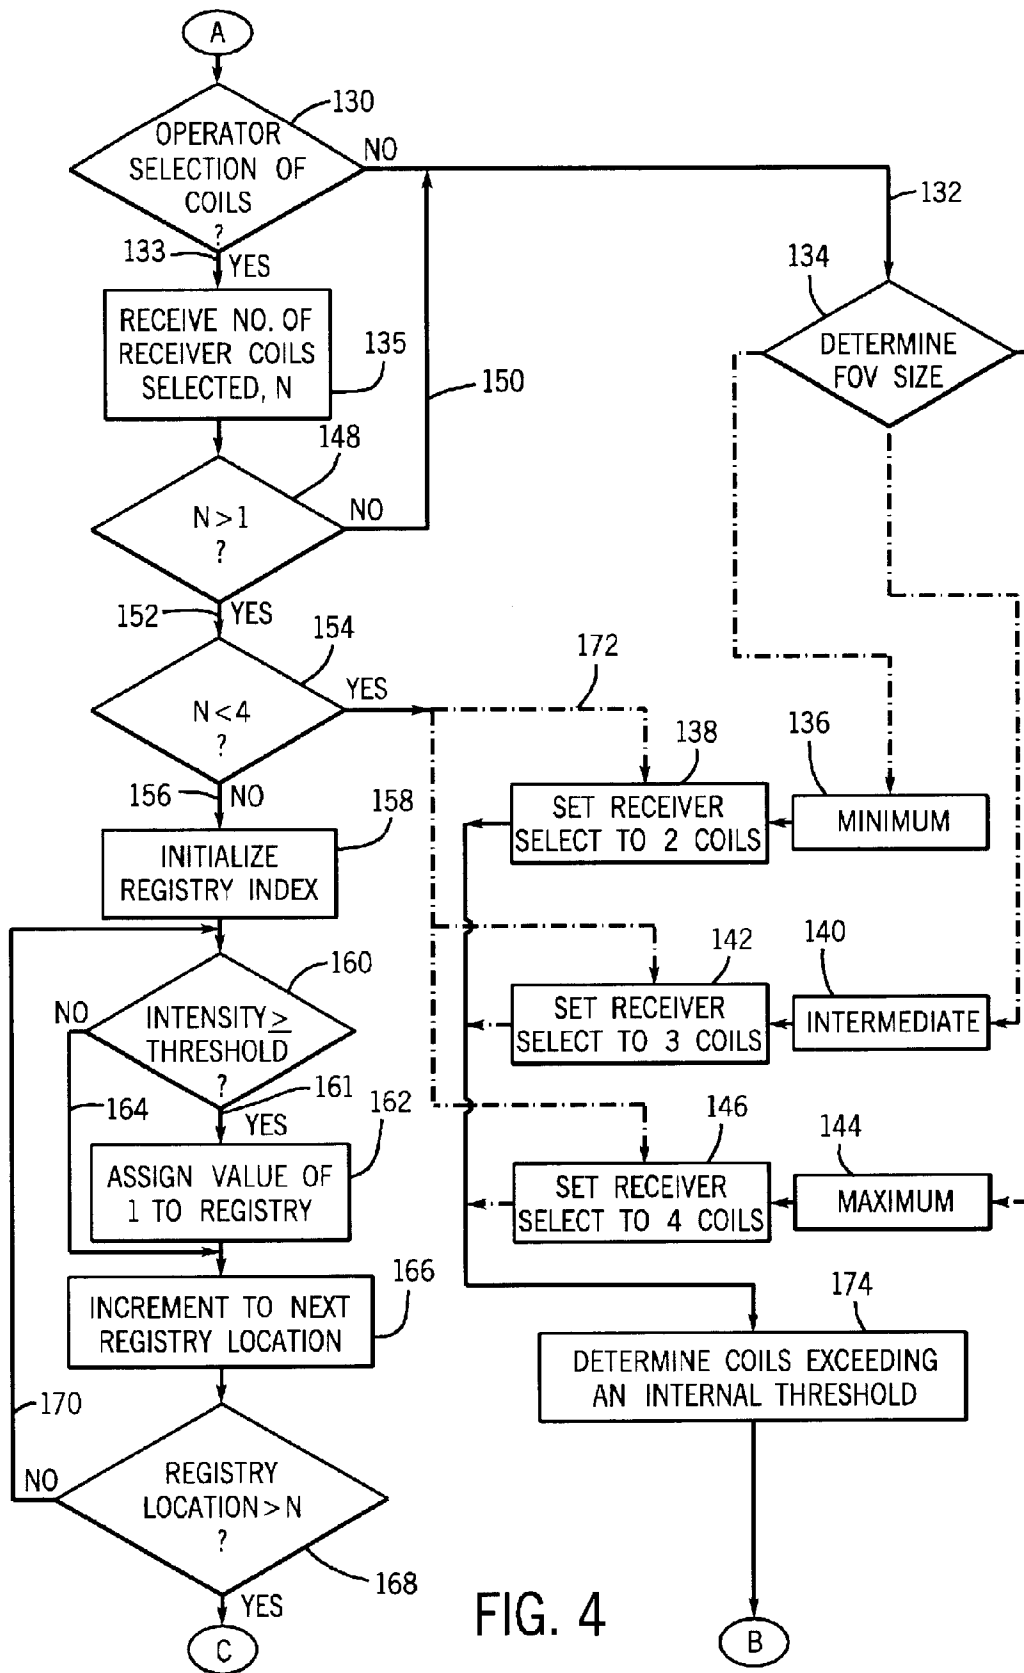 A
130
OPERATOR
SELECTION OF
COILS
?
NO
132
133
YES
134
DETERMINE
FOV SIZE
RECEIVE NO. OF
RECEIVER COILS
SELECTED, N
135
150
148
N>1
?
NO
152
YES
154
N<4
?
YES
172
156
NO
158
INITIALIZE
REGISTRY INDEX
138
SET RECEIVER
SELECT TO 2 COILS
136
MINIMUM
160
NO
INTENSITY ≥
THRESHOLD
?
142
SET RECEIVER
SELECT TO 3 COILS
140
INTERMEDIATE
164
161
YES
162
ASSIGN VALUE OF
1 TO REGISTRY
146
SET RECEIVER
SELECT TO 4 COILS
144
MAXIMUM
166
INCREMENT TO NEXT
REGISTRY LOCATION
174
DETERMINE COILS EXCEEDING
AN INTERNAL THRESHOLD
170
NO
REGISTRY
LOCATION>N
?
168
YES
C
FIG. 4
B